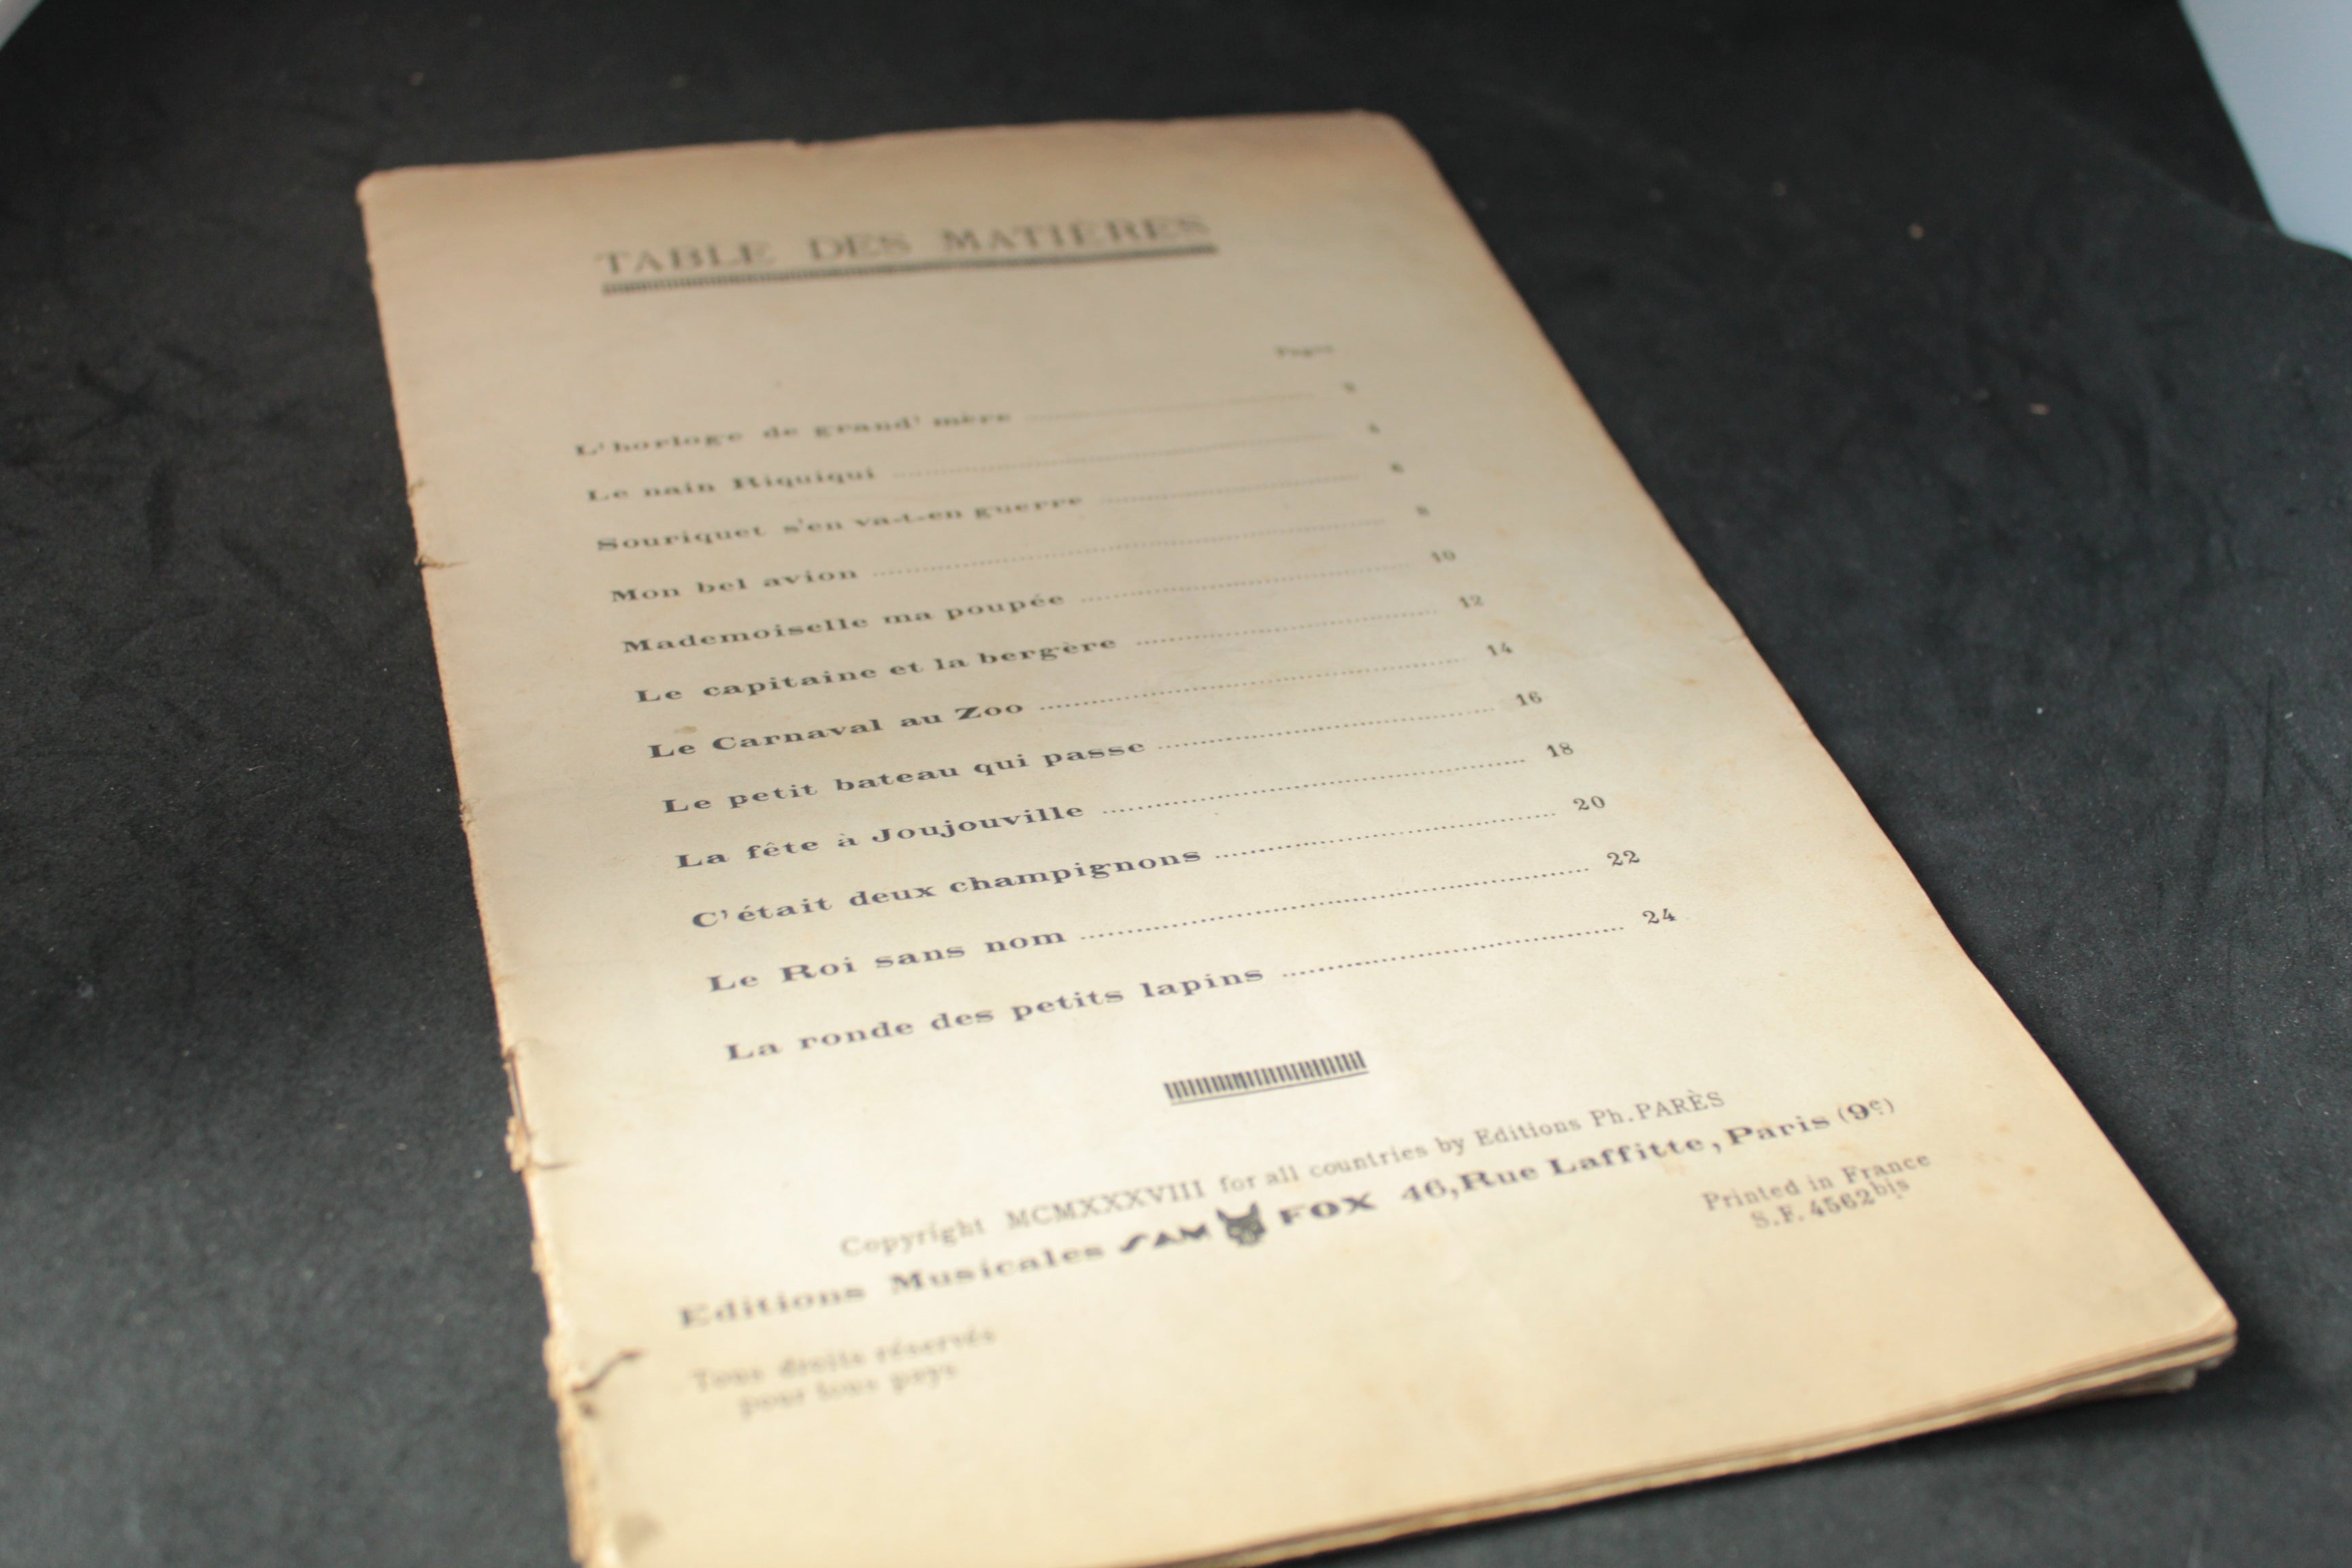 TABLE DES MATIÈRES
Pages
L'horloge de grand' mère ........ 2
Le nain Riquiqui ........ 4
Souriquet s'en va-t-en guerre ........ 6
Mon bel avion ........ 8
Mademoiselle ma poupée ........ 10
Le capitaine et la bergère ........ 12
Le Carnaval au Zoo ........ 14
Le petit bateau qui passe ........ 16
La fête à Joujouville ........ 18
C'était deux champignons ........ 20
Le Roi sans nom ........ 22
La ronde des petits lapins ........ 24
Copyright MCMXXXVIII for all countries by Editions Ph. PARÈS
Editions Musicales SAM FOX 46, Rue Laffitte, Paris (9e)
Tous droits réservés
pour tous pays
Printed in France
S.F. 4562bis